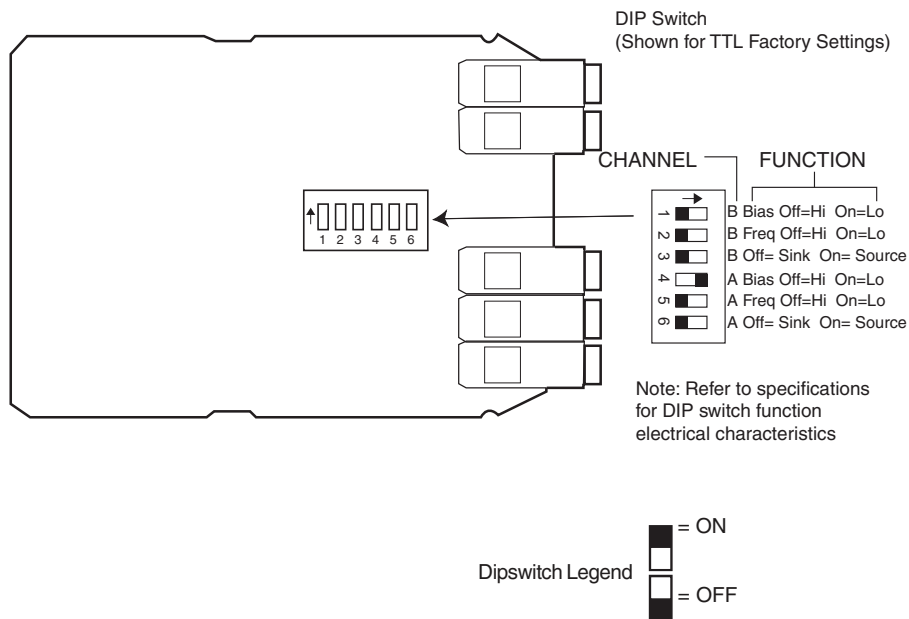 DIP Switch
(Shown for TTL Factory Settings)
CHANNEL FUNCTION
1 B Bias Off=Hi On=Lo
2 B Freq Off=Hi On=Lo
3 B Off= Sink On= Source
4 A Bias Off=Hi On=Lo
5 A Freq Off=Hi On=Lo
6 A Off= Sink On= Source
1 2 3 4 5 6
Note: Refer to specifications
for DIP switch function
electrical characteristics
= ON
Dipswitch Legend
= OFF